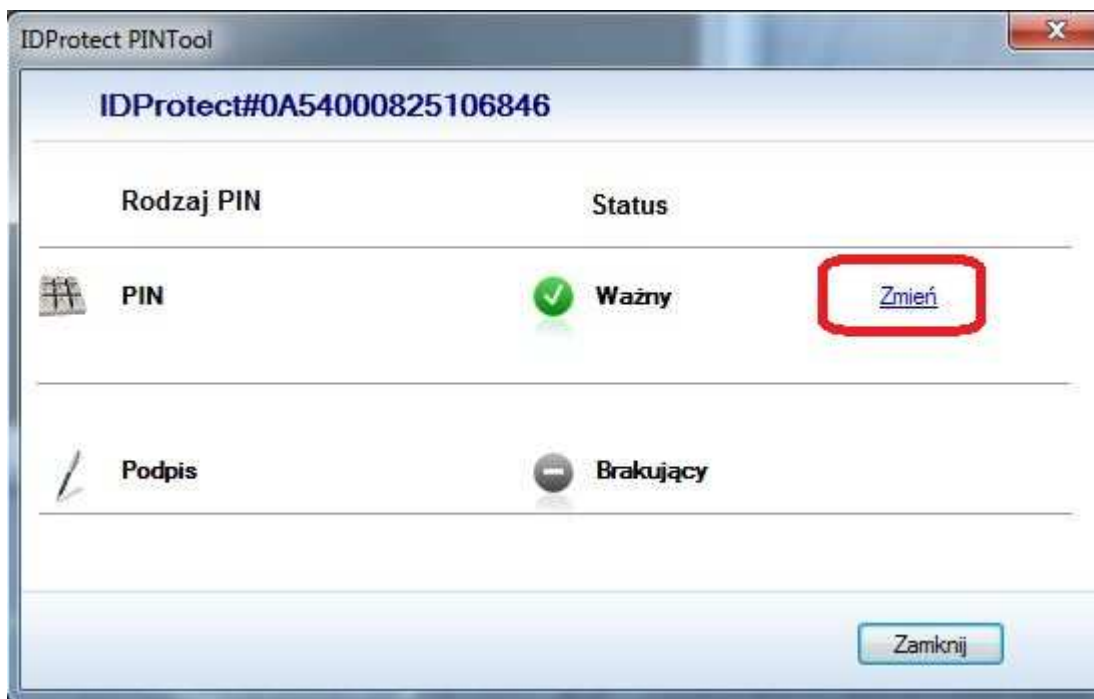 IDProtect PINTool
IDProtect#0A54000825106846
Rodzaj PIN Status
PIN Ważny Zmień
Podpis Brakujący
Zamknij